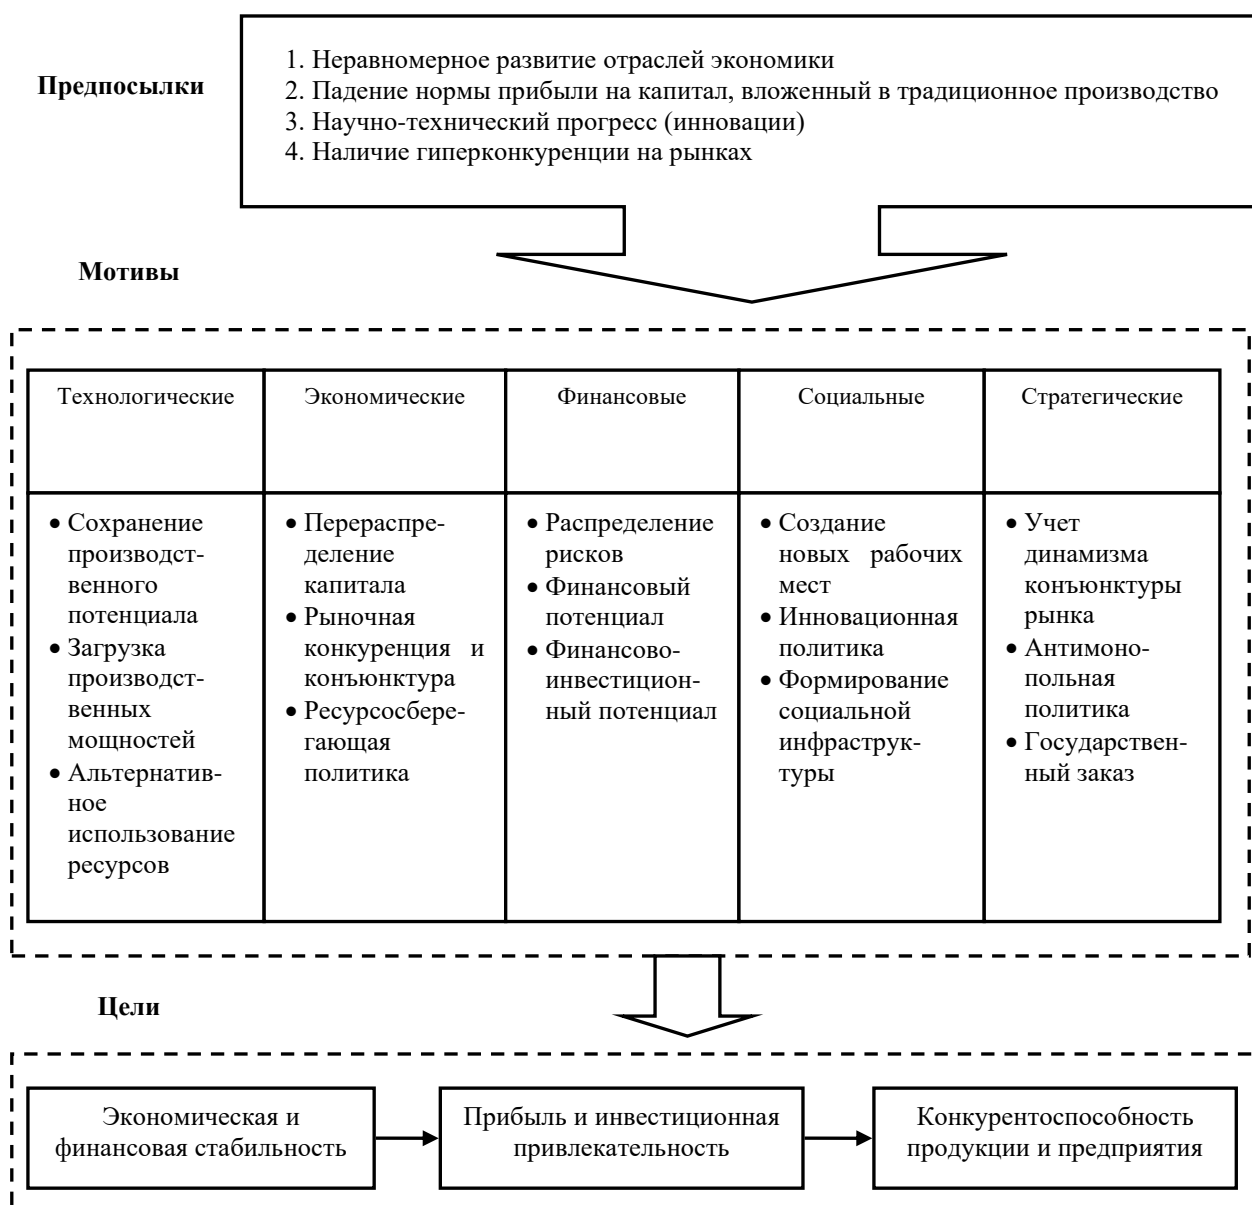 Предпосылки
1. Неравномерное развитие отраслей экономики
2. Падение нормы прибыли на капитал, вложенный в традиционное производство
3. Научно-технический прогресс (инновации)
4. Наличие гиперконкуренции на рынках
Мотивы
Технологические
Экономические
Финансовые
Социальные
Стратегические
• Сохранение
производст-
венного
потенциала
• Загрузка
производст-
венных
мощностей
• Альтернатив-
ное
использование
ресурсов
• Перераспре-
деление
капитала
• Рыночная
конкуренция и
конъюнктура
• Ресурсосбере-
гающая
политика
• Распределение
рисков
• Финансовый
потенциал
• Финансово-
инвестицион-
ный потенциал
• Создание
новых рабочих
мест
• Инновационная
политика
• Формирование
социальной
инфраструк-
туры
• Учет
динамизма
конъюнктуры
рынка
• Антимоно-
польная
политика
• Государствен-
ный заказ
Цели
Экономическая и
финансовая стабильность
Прибыль и инвестиционная
привлекательность
Конкурентоспособность
продукции и предприятия